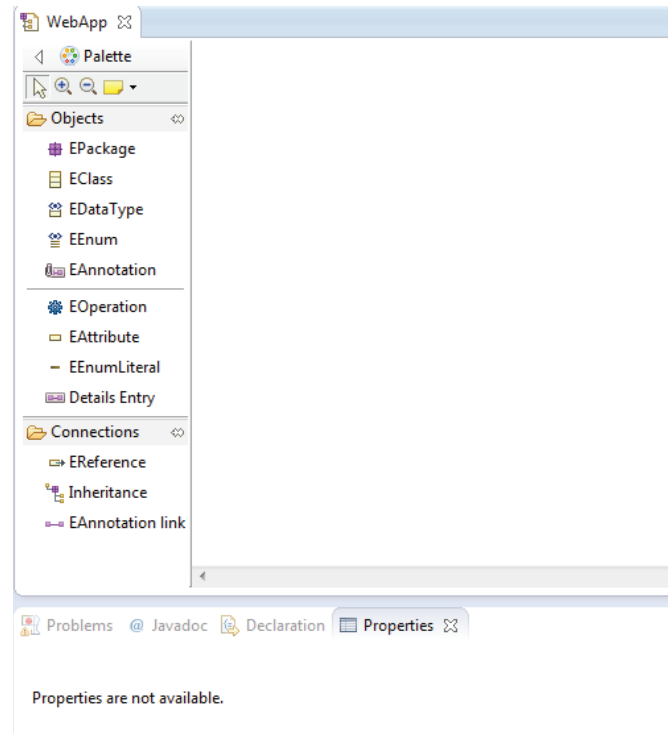 WebApp
Palette
Objects
EPackage
EClass
EDataType
EEnum
EAnnotation
EOperation
EAttribute
EEnumLiteral
Details Entry
Connections
EReference
Inheritance
EAnnotation link
Problems @ Javadoc Declaration Properties
Properties are not available.